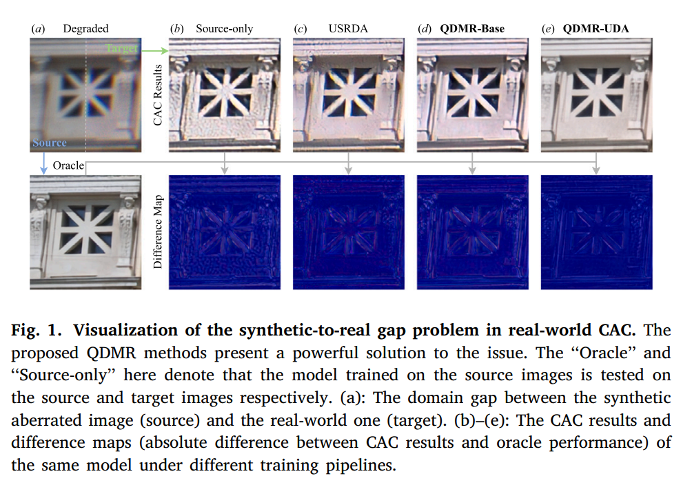 (a) Degraded (b) Source-only (c) USRDA (d) QDMR-Base (e) QDMR-UDA
Target
CAC Results
Source
Oracle
Difference Map
Fig. 1. Visualization of the synthetic-to-real gap problem in real-world CAC. The
proposed QDMR methods present a powerful solution to the issue. The “Oracle” and
“Source-only” here denote that the model trained on the source images is tested on
the source and target images respectively. (a): The domain gap between the synthetic
aberrated image (source) and the real-world one (target). (b)–(e): The CAC results and
difference maps (absolute difference between CAC results and oracle performance) of
the same model under different training pipelines.